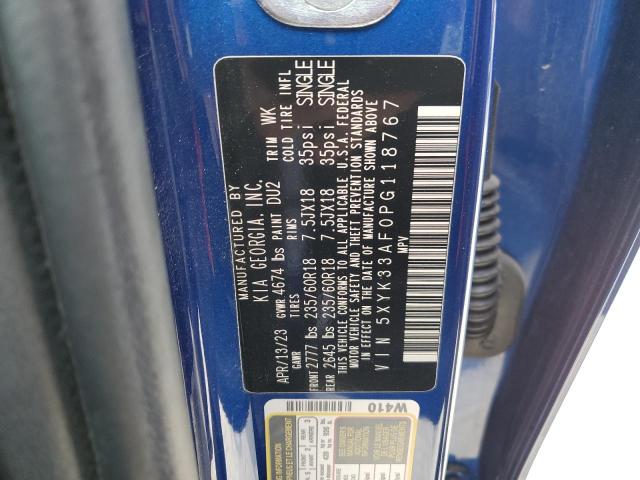 MANUFACTURED BY
KIA GEORGIA, INC.
APR/13/23 GVWR 4674 lbs PAINT DU2 TRIM WK
GAWR TIRES RIMS COLD TIRE INFL
FRONT 2777 lbs 235/60R18 7.5JX18 35psi SINGLE
REAR 2645 lbs 235/60R18 7.5JX18 35psi SINGLE
THIS VEHICLE CONFORMS TO ALL APPLICABLE U.S.A. FEDERAL
MOTOR VEHICLE SAFETY AND THEFT PREVENTION STANDARDS
IN EFFECT ON THE DATE OF MANUFACTURE SHOWN ABOVE.
VIN 5XYK33AF0PG118767
MPV
W410